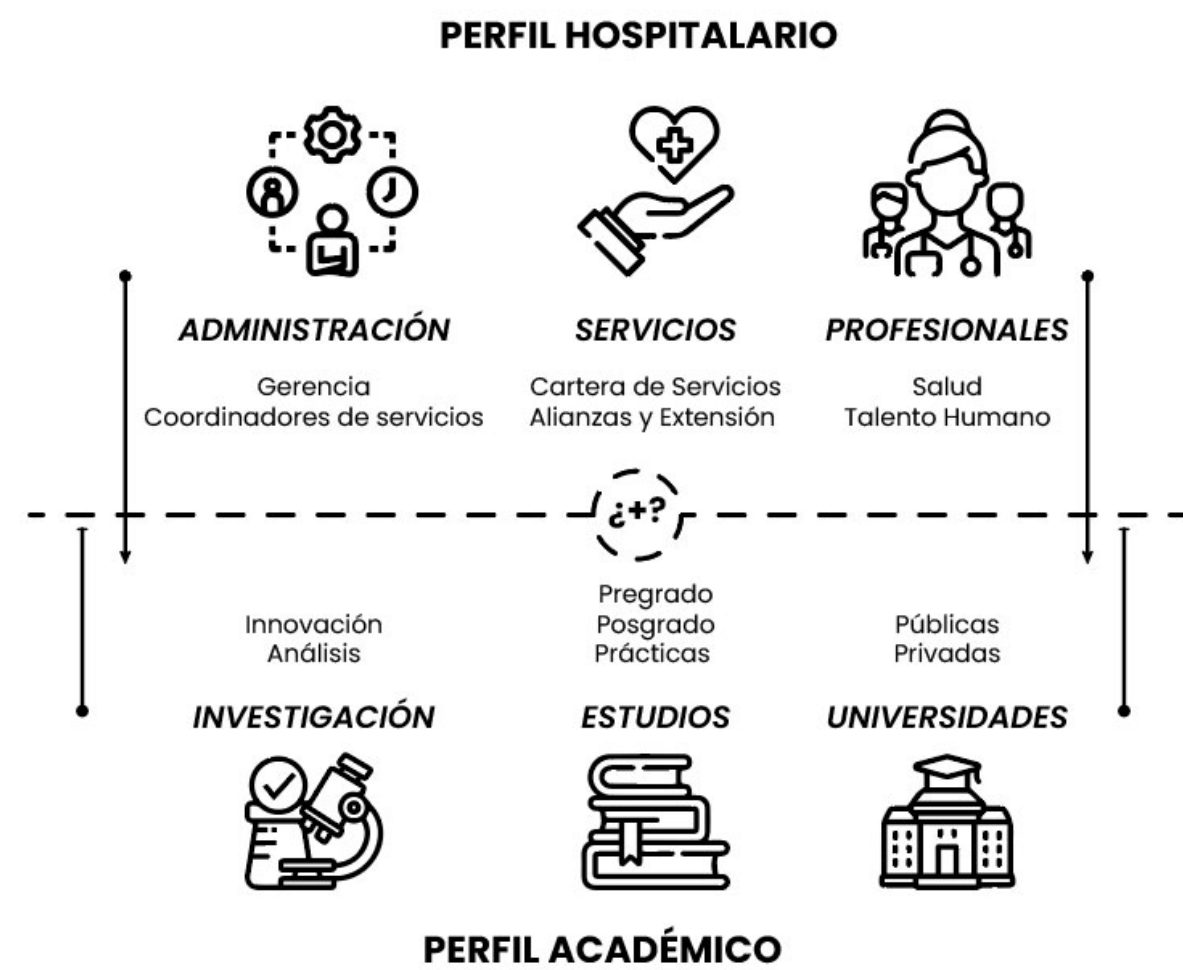 PERFIL HOSPITALARIO
ADMINISTRACIÓN
Gerencia
Coordinadores de servicios
SERVICIOS
Cartera de Servicios
Alianzas y Extensión
PROFESIONALES
Salud
Talento Humano
¿+?
Innovación
Análisis
INVESTIGACIÓN
Pregrado
Posgrado
Prácticas
ESTUDIOS
Públicas
Privadas
UNIVERSIDADES
PERFIL ACADÉMICO